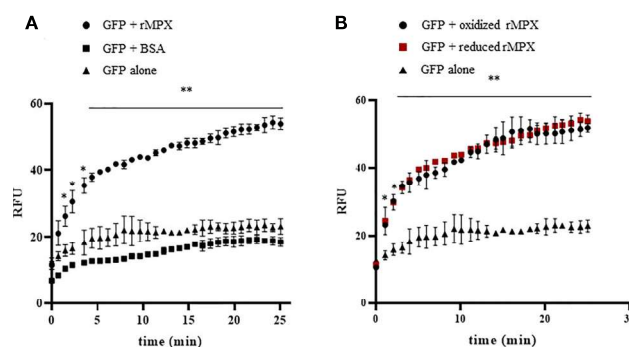 A
GFP + rMPX
GFP + BSA
GFP alone
**
*
*
*
60
40
20
0
RFU
0 5 10 15 20 25
time (min)
B
GFP + oxidized rMPX
GFP + reduced rMPX
GFP alone
**
*
*
60
40
20
0
RFU
0 10 20 3
time (min)